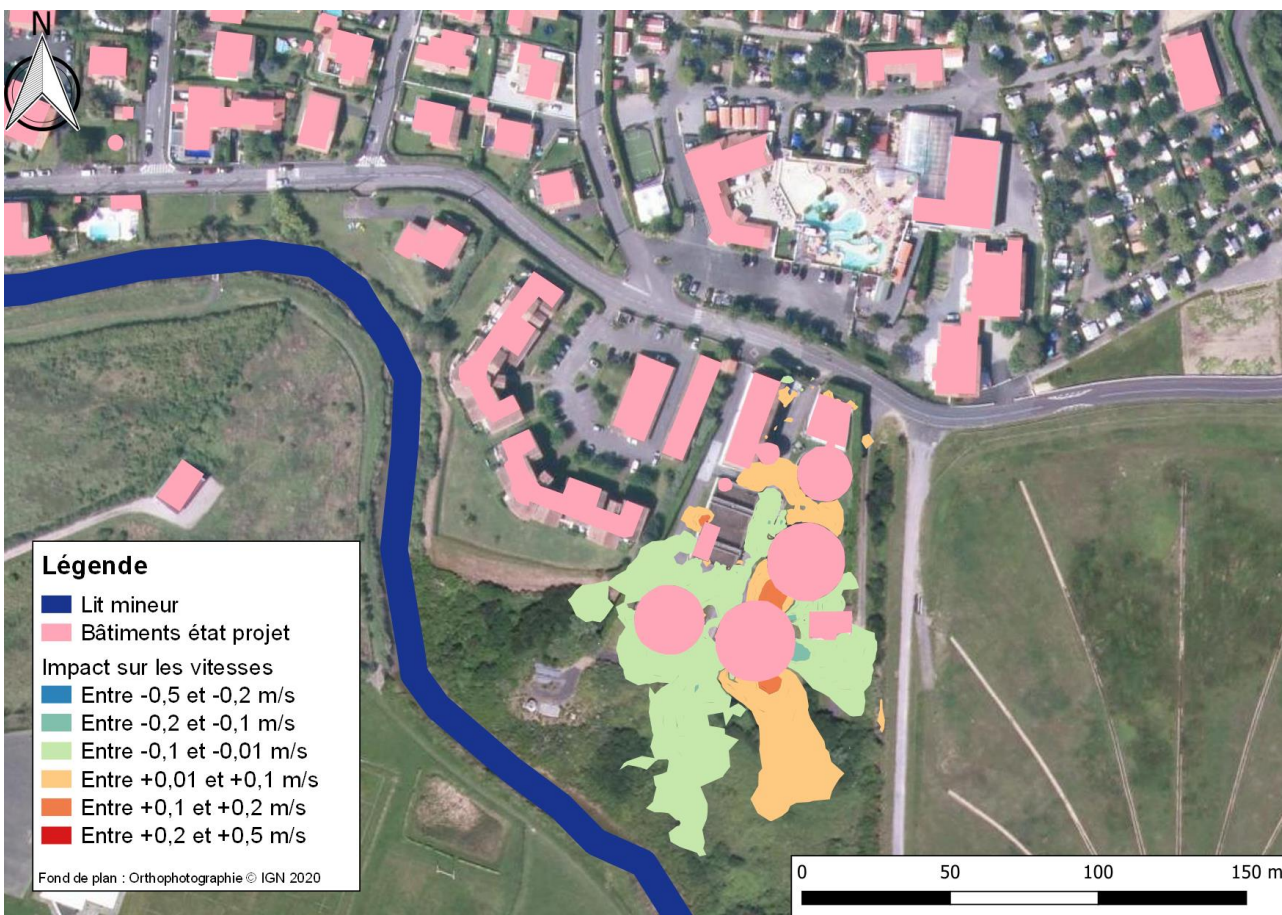 N
Légende
Lit mineur
Bâtiments état projet
Impact sur les vitesses
Entre -0,5 et -0,2 m/s
Entre -0,2 et -0,1 m/s
Entre -0,1 et -0,01 m/s
Entre +0,01 et +0,1 m/s
Entre +0,1 et +0,2 m/s
Entre +0,2 et +0,5 m/s
Fond de plan : Orthophotographie © IGN 2020
0 50 100 150 m